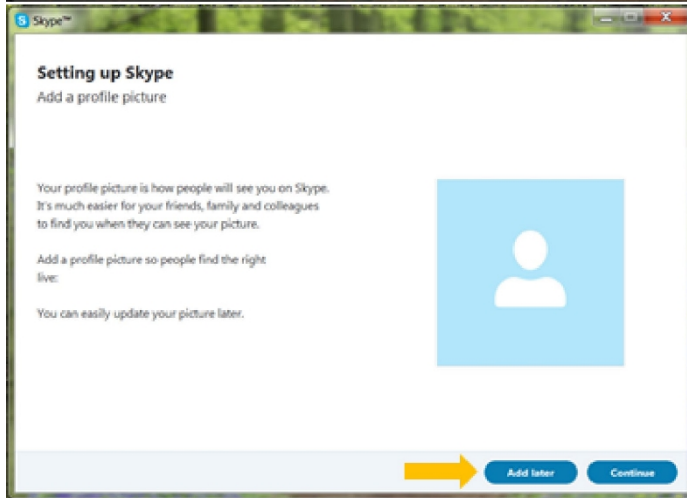 Skype™
Setting up Skype
Add a profile picture
Your profile picture is how people will see you on Skype.
It's much easier for your friends, family and colleagues
to find you when they can see your picture.
Add a profile picture so people find the right
live:
You can easily update your picture later.
Add later
Continue